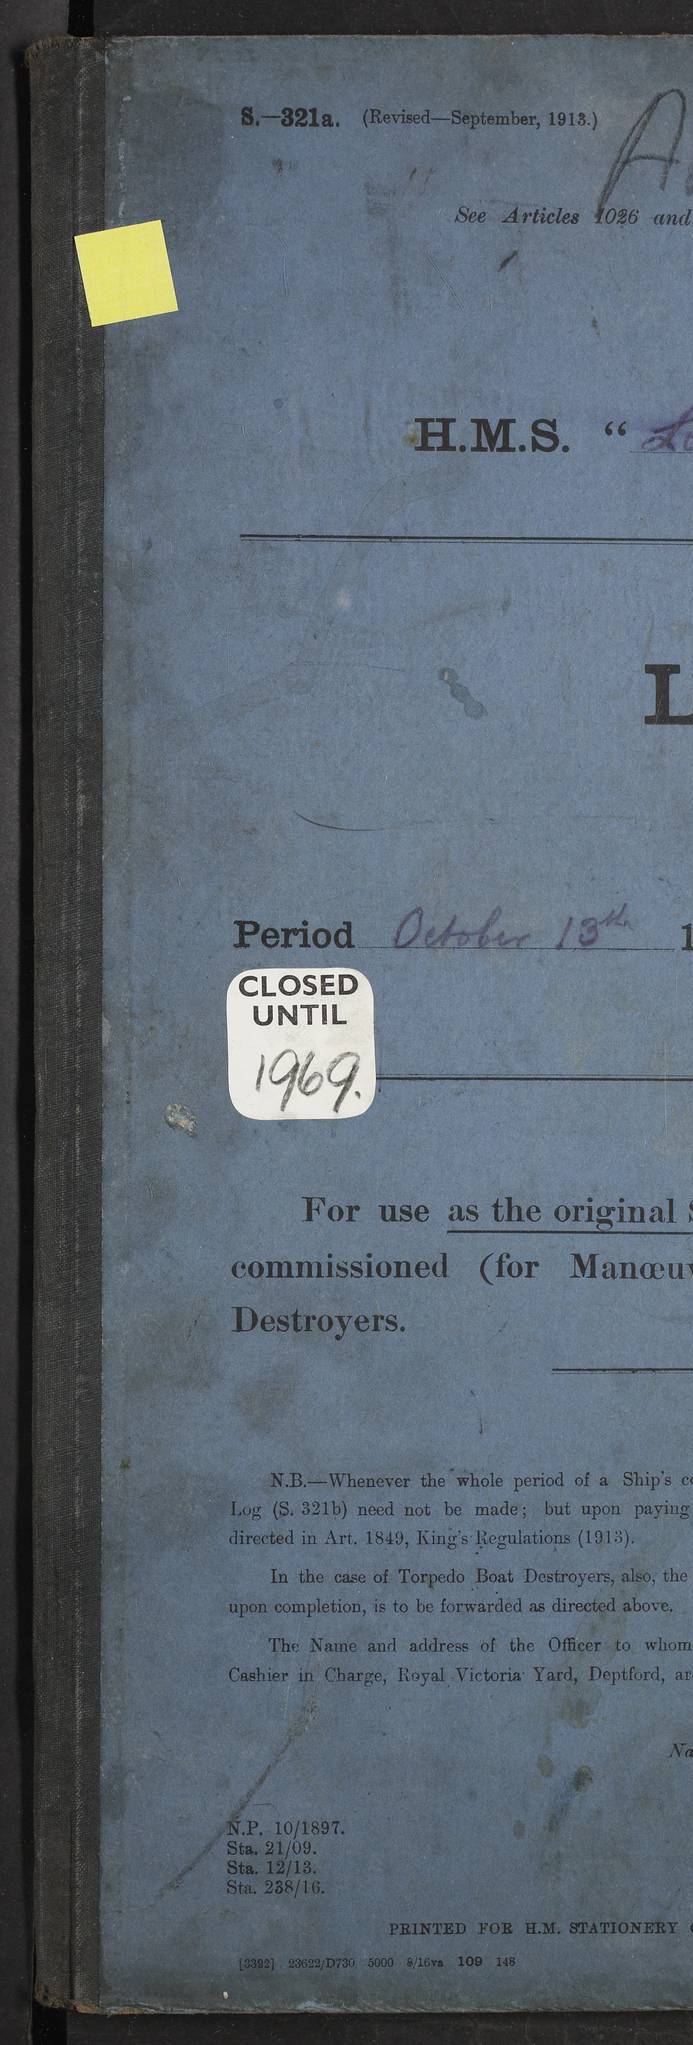 S.—321a. (Revised—September, 1913.)
See Articles 1026 and
H.M.S. “
L
Period October 13th 1
CLOSED
UNTIL
1969.
For use as the original S
commissioned (for Manœuv
Destroyers.
N.B.—Whenever the whole period of a Ship's co
Log (S. 321b) need not be made; but upon paying
directed in Art. 1849, King's Regulations (1913).
In the case of Torpedo Boat Destroyers, also, the
upon completion, is to be forwarded as directed above.
The Name and address of the Officer to whom
Cashier in Charge, Royal Victoria Yard, Deptford, ar
Na
N.P. 10/1897.
Sta. 21/09.
Sta. 12/13.
Sta. 238/16.
PRINTED FOR H.M. STATIONERY
[3322] 23622/D730 5000 8/16vs 109 148